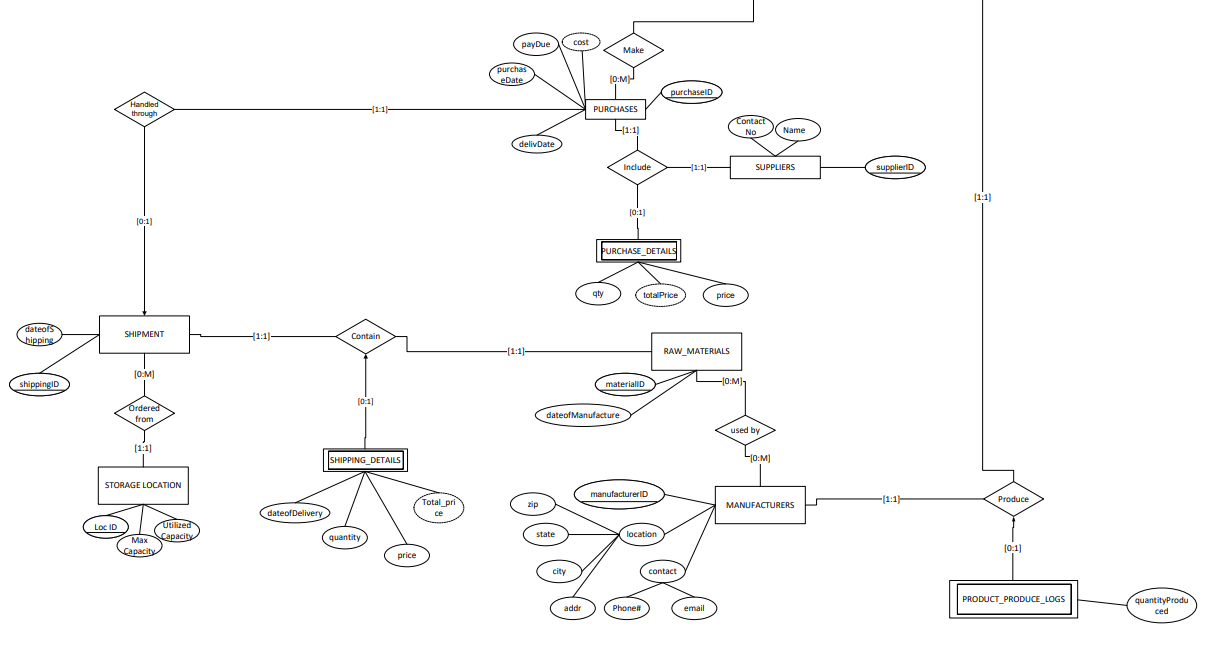 payDue
cost
Make
purchas
eDate
[0:M]
purchaseID
Handled
through
[1:1]
PURCHASES
Contact
No
Name
[1:1]
delivDate
Include
[1:1]
SUPPLIERS
supplierID
[1:1]
[0:1]
[0:1]
PURCHASE_DETAILS
qty
totalPrice
price
dateofS
hipping
SHIPMENT
[1:1]
Contain
[1:1]
RAW_MATERIALS
shippingID
[0:M]
materialID
[0:M]
[0:1]
dateofManufacture
Ordered
from
used by
[1:1]
SHIPPING_DETAILS
[0:M]
STORAGE LOCATION
manufacturerID
MANUFACTURERS
[1:1]
Produce
Loc ID
Max
Capacity
Utilized
Capacity
dateofDelivery
Total_pri
ce
zip
quantity
state
location
price
[0:1]
city
contact
addr
Phone#
email
PRODUCT_PRODUCE_LOGS
quantityProdu
ced